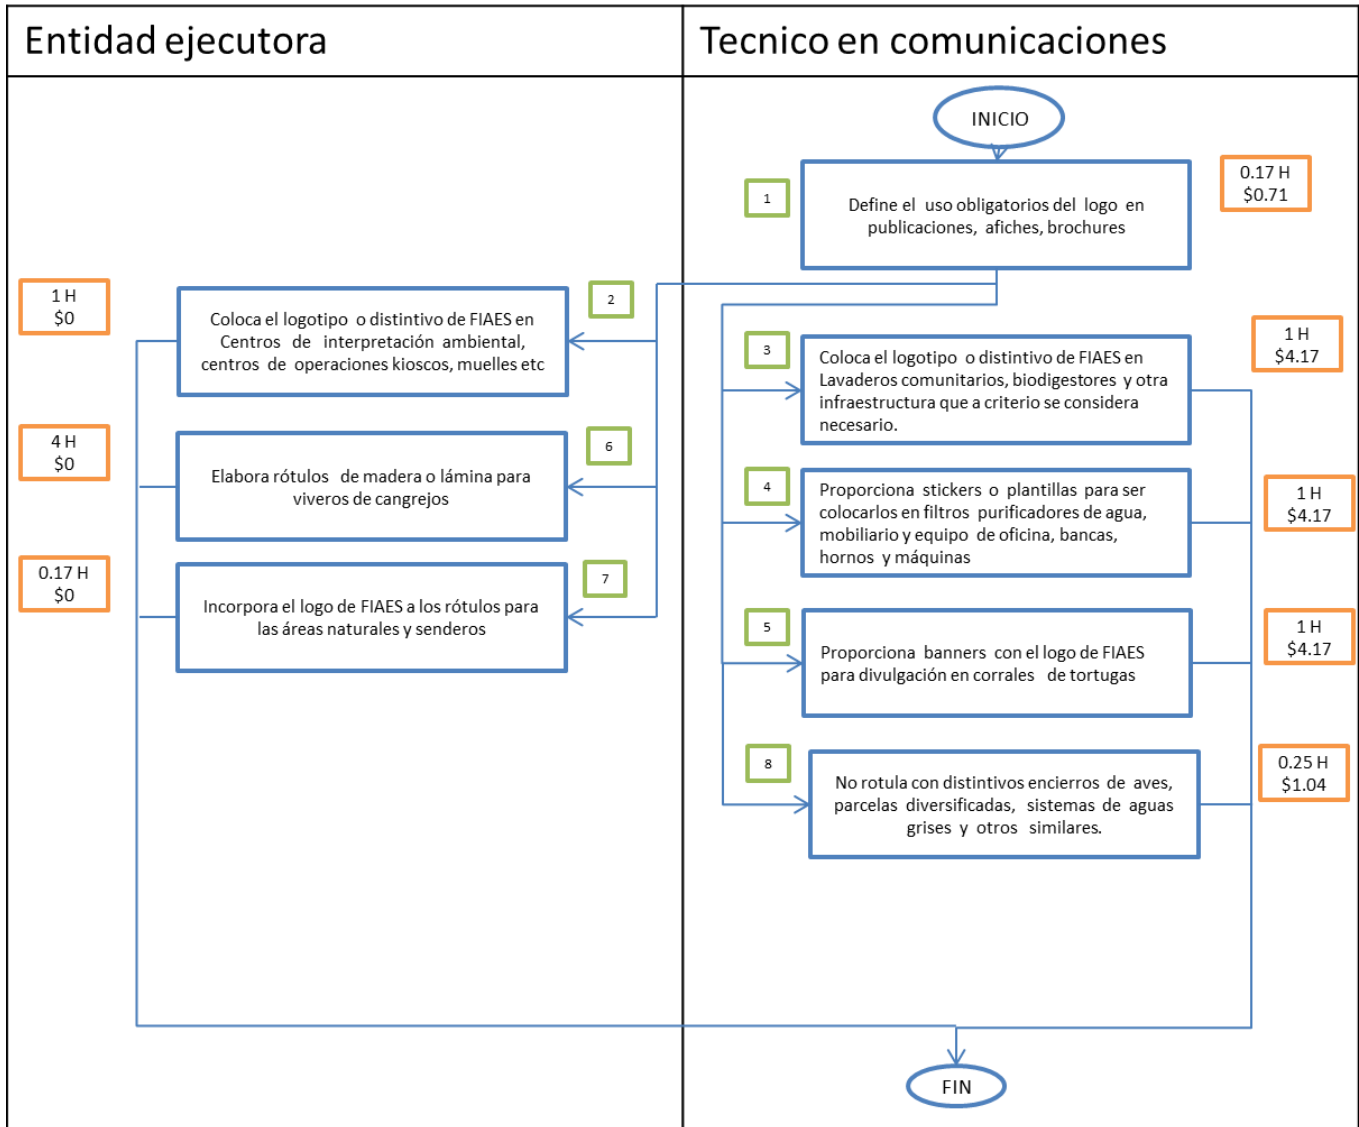 Entidad ejecutora
Tecnico en comunicaciones
INICIO
1
Define el uso obligatorios del logo en
publicaciones, afiches, brochures
0.17 H
$0.71
1 H
$0
2
Coloca el logotipo o distintivo de FIAES en
Centros de interpretación ambiental,
centros de operaciones kioscos, muelles etc
3
Coloca el logotipo o distintivo de FIAES en
Lavaderos comunitarios, biodigestores y otra
infraestructura que a criterio se considera
necesario.
1 H
$4.17
4 H
$0
6
Elabora rótulos de madera o lámina para
viveros de cangrejos
4
Proporciona stickers o plantillas para ser
colocarlos en filtros purificadores de agua,
mobiliario y equipo de oficina, bancas,
hornos y máquinas
1 H
$4.17
0.17 H
$0
7
Incorpora el logo de FIAES a los rótulos para
las áreas naturales y senderos
5
Proporciona banners con el logo de FIAES
para divulgación en corrales de tortugas
1 H
$4.17
8
No rotula con distintivos encierros de aves,
parcelas diversificadas, sistemas de aguas
grises y otros similares.
0.25 H
$1.04
FIN